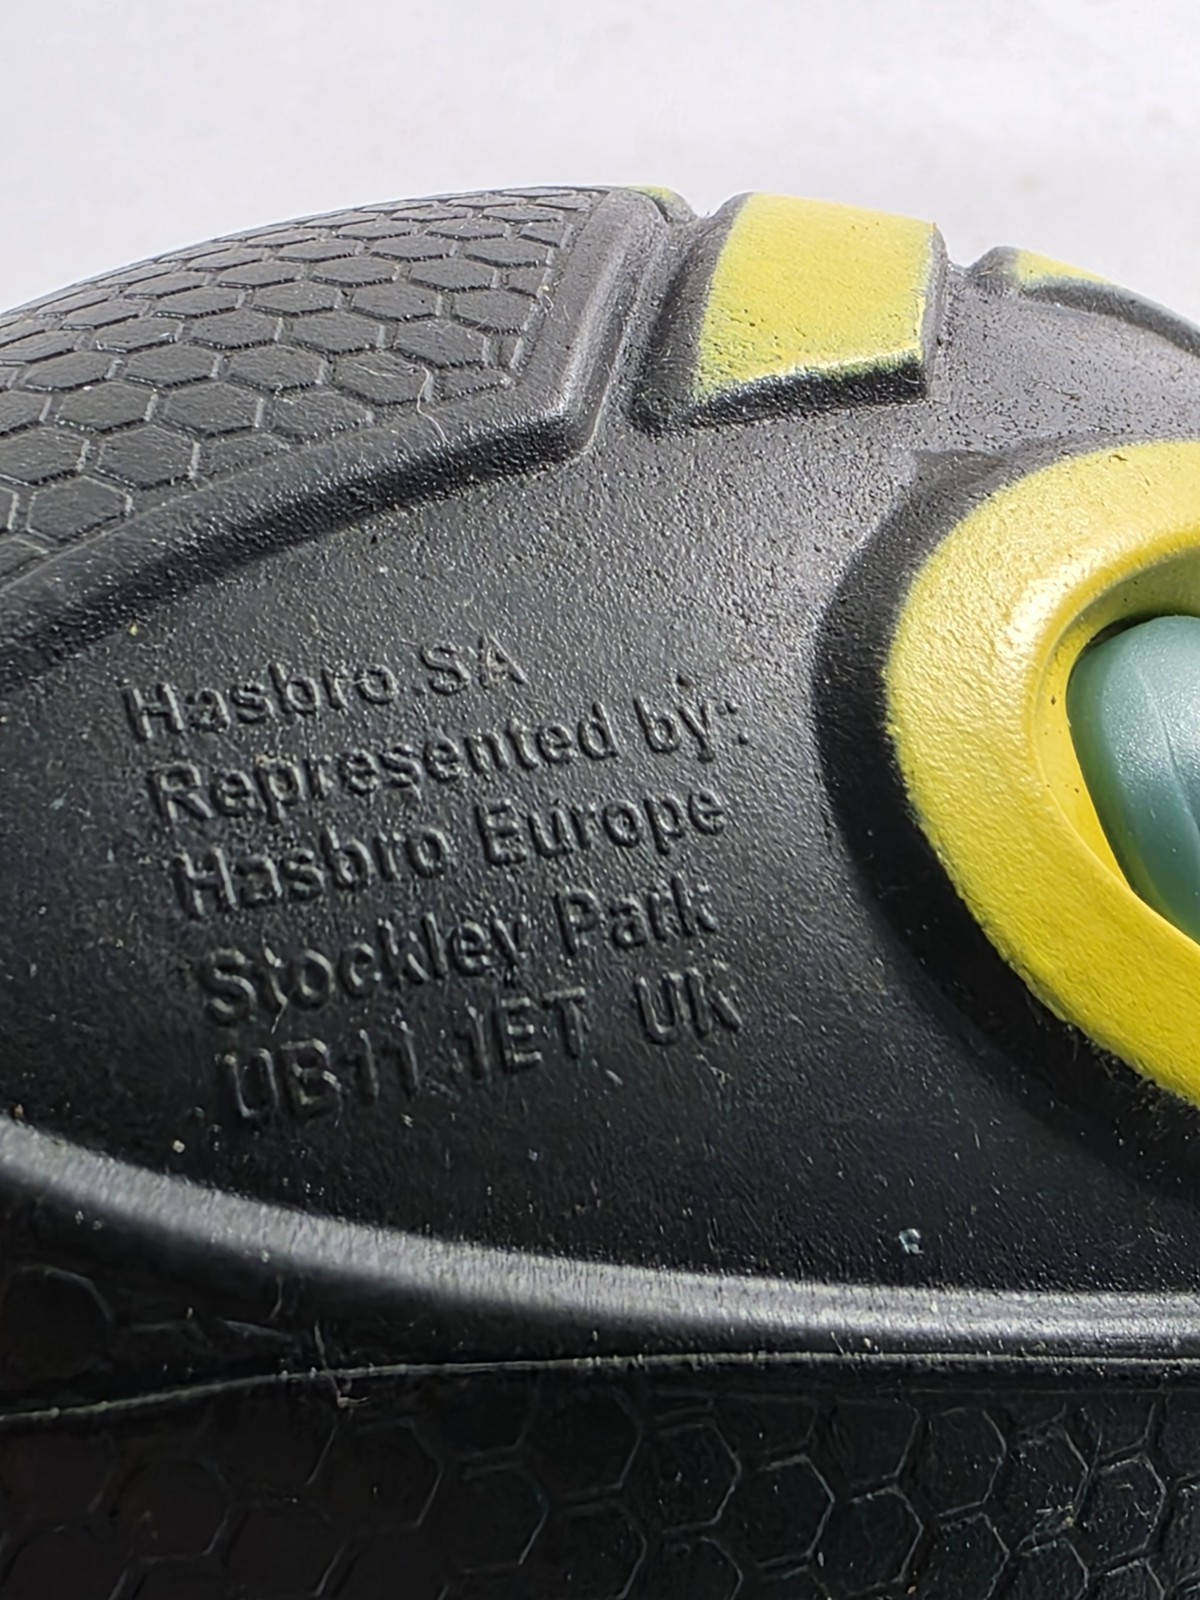 Hasbro SA
Represented by:
Hasbro Europe
Stockley Park
UB11 1ET UK